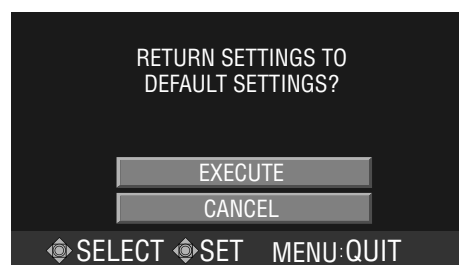 RETURN SETTINGS TO
DEFAULT SETTINGS?
EXECUTE
CANCEL
SELECT SET MENU:QUIT